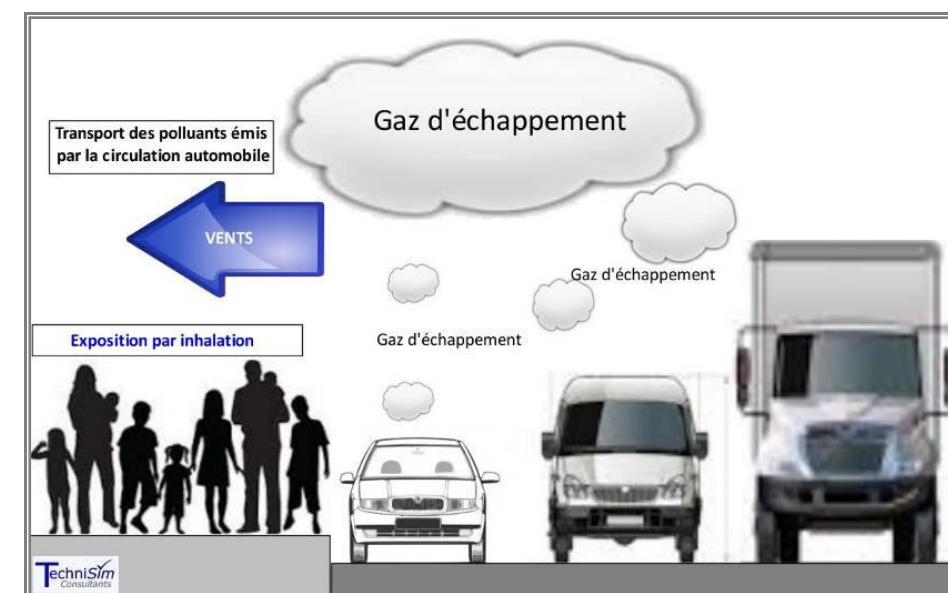 Gaz d'échappement
Transport des polluants émis
par la circulation automobile
VENTS
Gaz d'échappement
Exposition par inhalation
Gaz d'échappement
TechniSim
Consultants